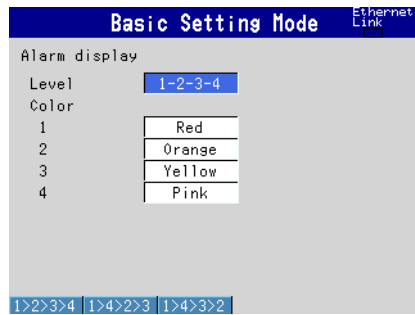 Basic Setting Mode
Ethernet
Link
Alarm display
Level 1-2-3-4
Color
1 Red
2 Orange
3 Yellow
4 Pink
1>2>3>4 1>4>2>3 1>4>3>2